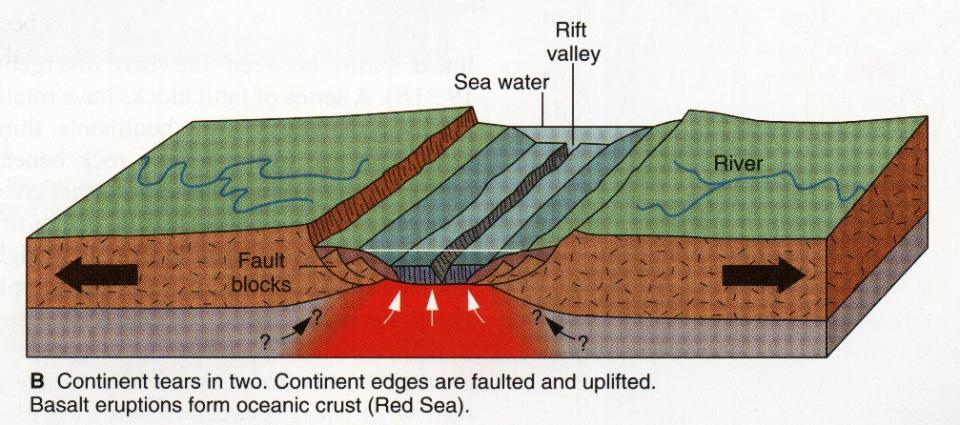 Rift
valley
Sea water
River
Fault
blocks
?
?
?
?
B Continent tears in two. Continent edges are faulted and uplifted.
Basalt eruptions form oceanic crust (Red Sea).